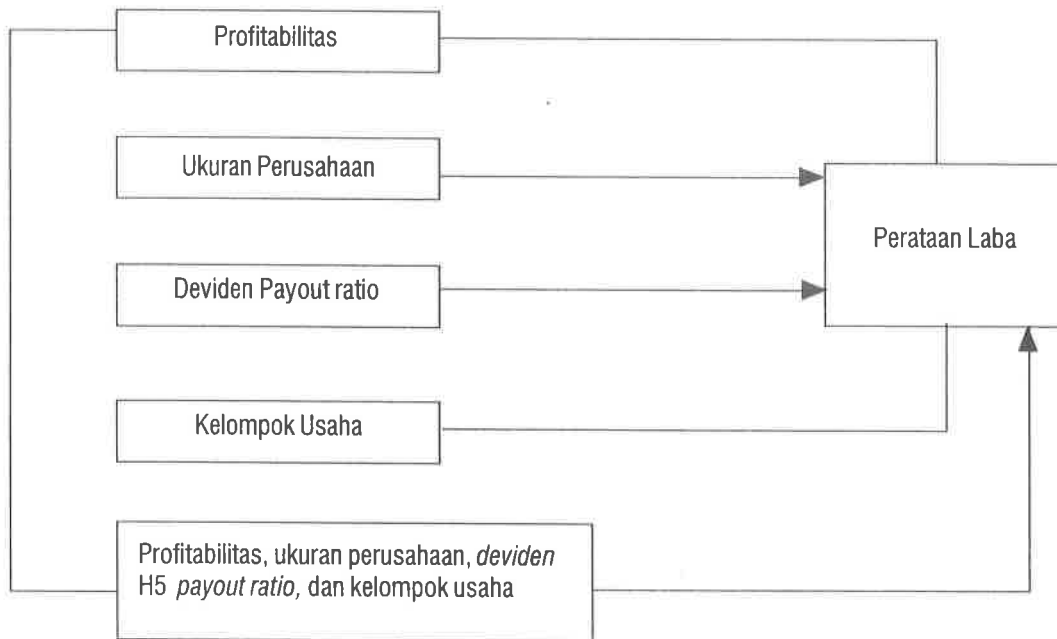 Profitabilitas
Ukuran Perusahaan
Perataan Laba
Deviden Payout ratio
Kelompok Usaha
Profitabilitas, ukuran perusahaan, deviden
H5 payout ratio, dan kelompok usaha